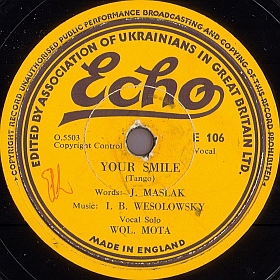 COPYRIGHT RECORD UNAUTHORISED PUBLIC PERFORMANCE BROADCASTING AND COPYING OF THIS RECORD PROHIBITED
EDITED BY ASSOCIATION OF UKRAINIANS IN GREAT BRITAIN LTD.
Echo
O.5503
E 106
Copyright Control
Vocal
YOUR SMILE
(Tango)
Words: J. MASLAK
Music: I. B. WESOLOWSKY
Vocal Solo
WOL. MOTA
MADE IN ENGLAND